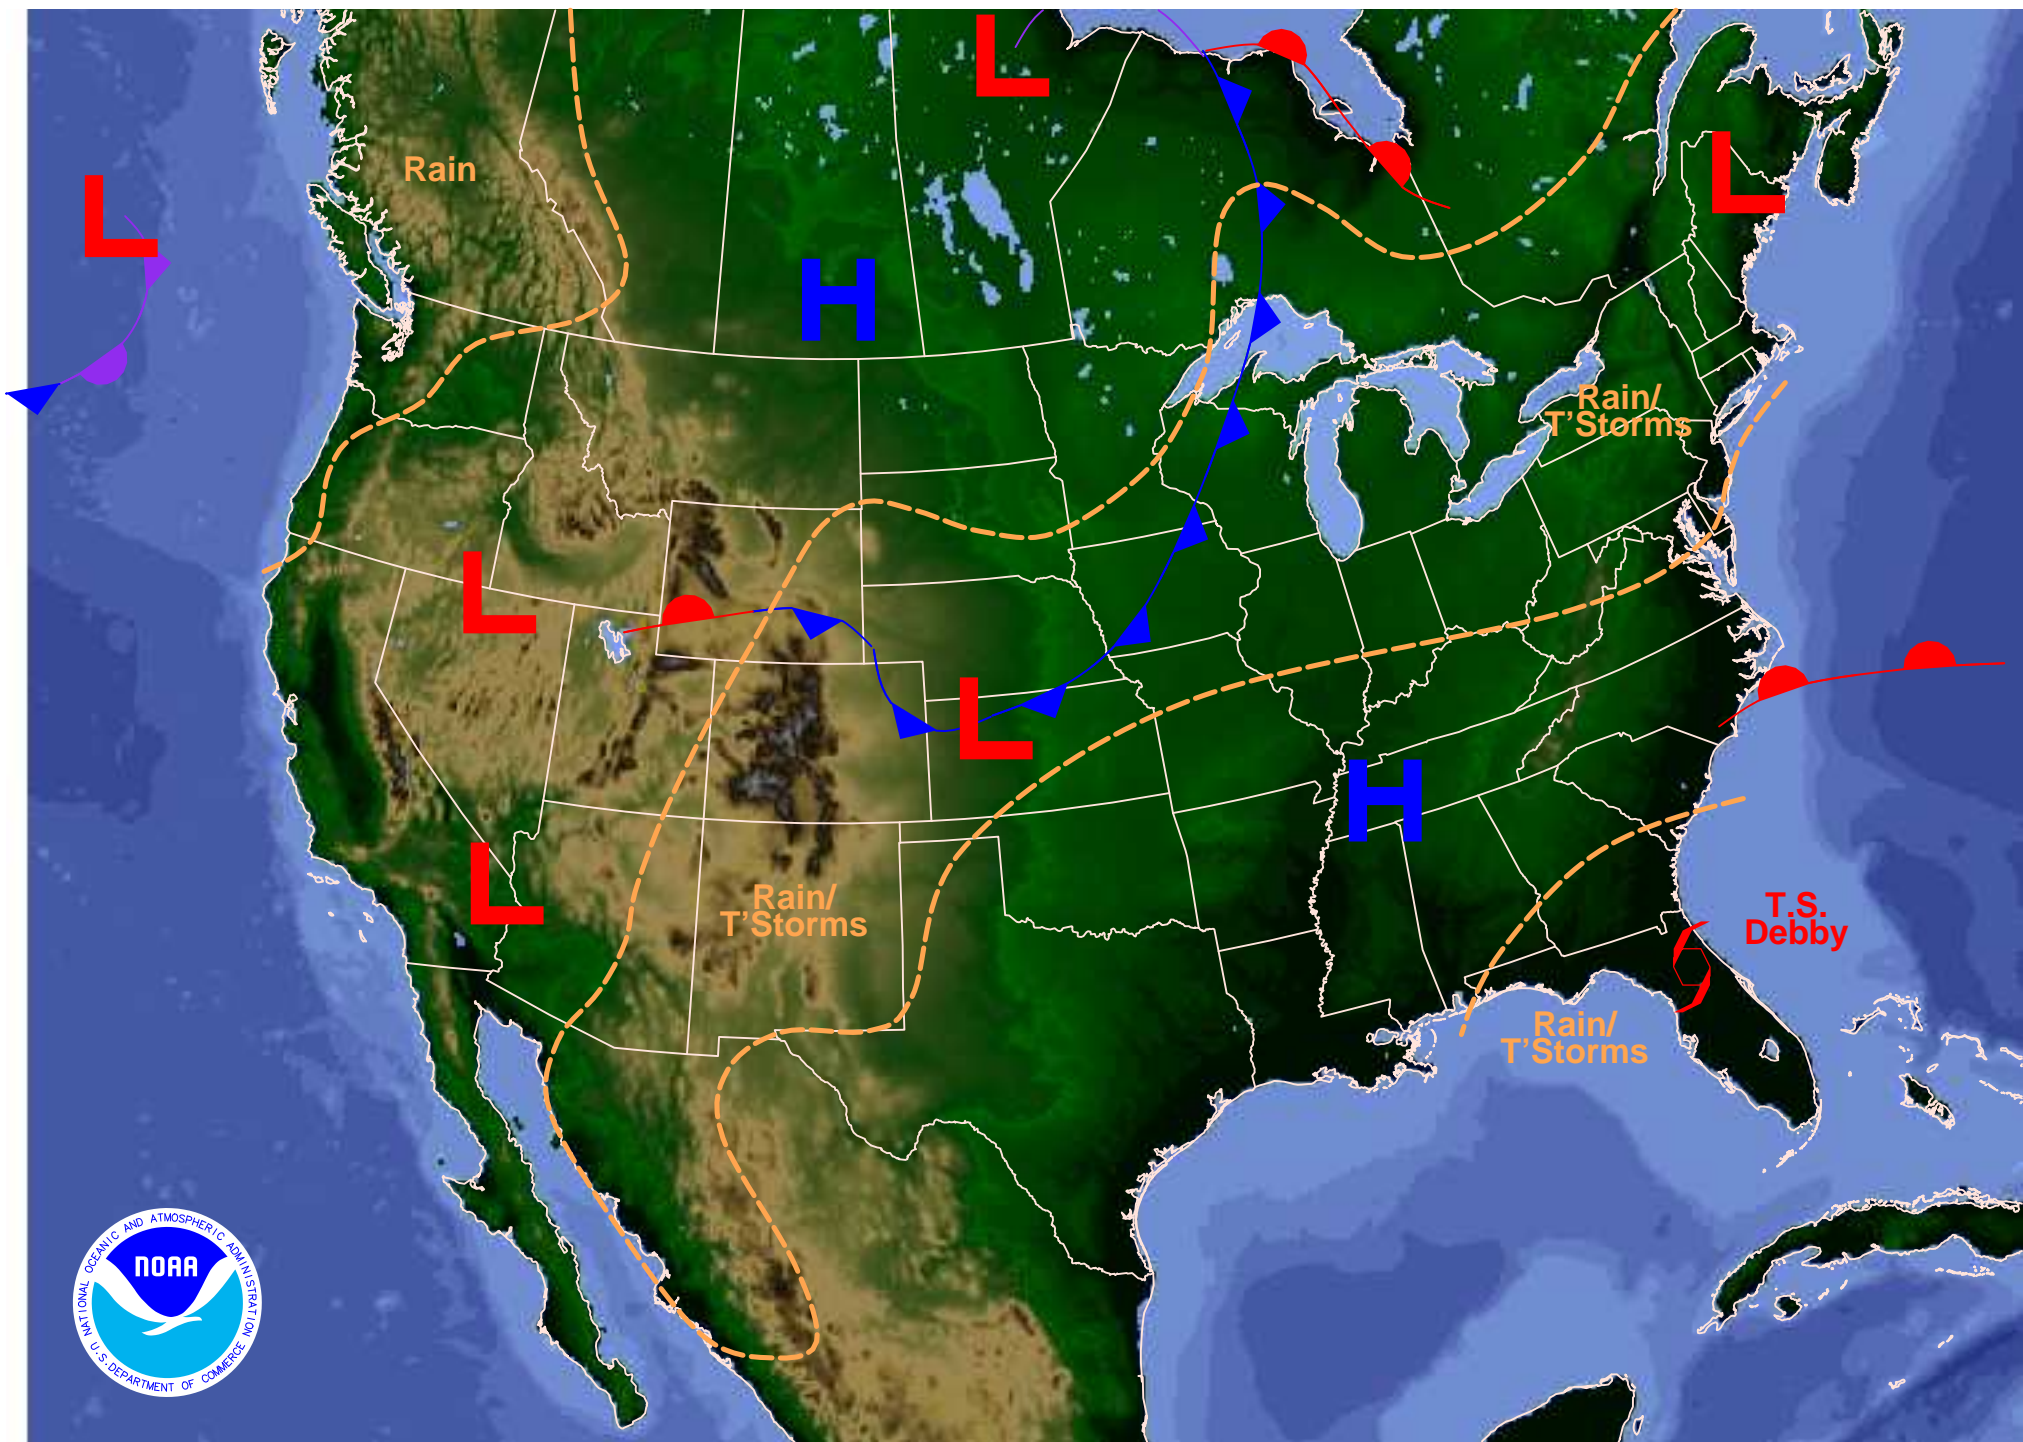 L
L
Rain
L
H
Rain/
T'Storms
L
L
H
L
Rain/
T'Storms
T.S.
Debby
Rain/
T'Storms
NATIONAL OCEANIC AND ATMOSPHERIC ADMINISTRATION
NOAA
U.S. DEPARTMENT OF COMMERCE